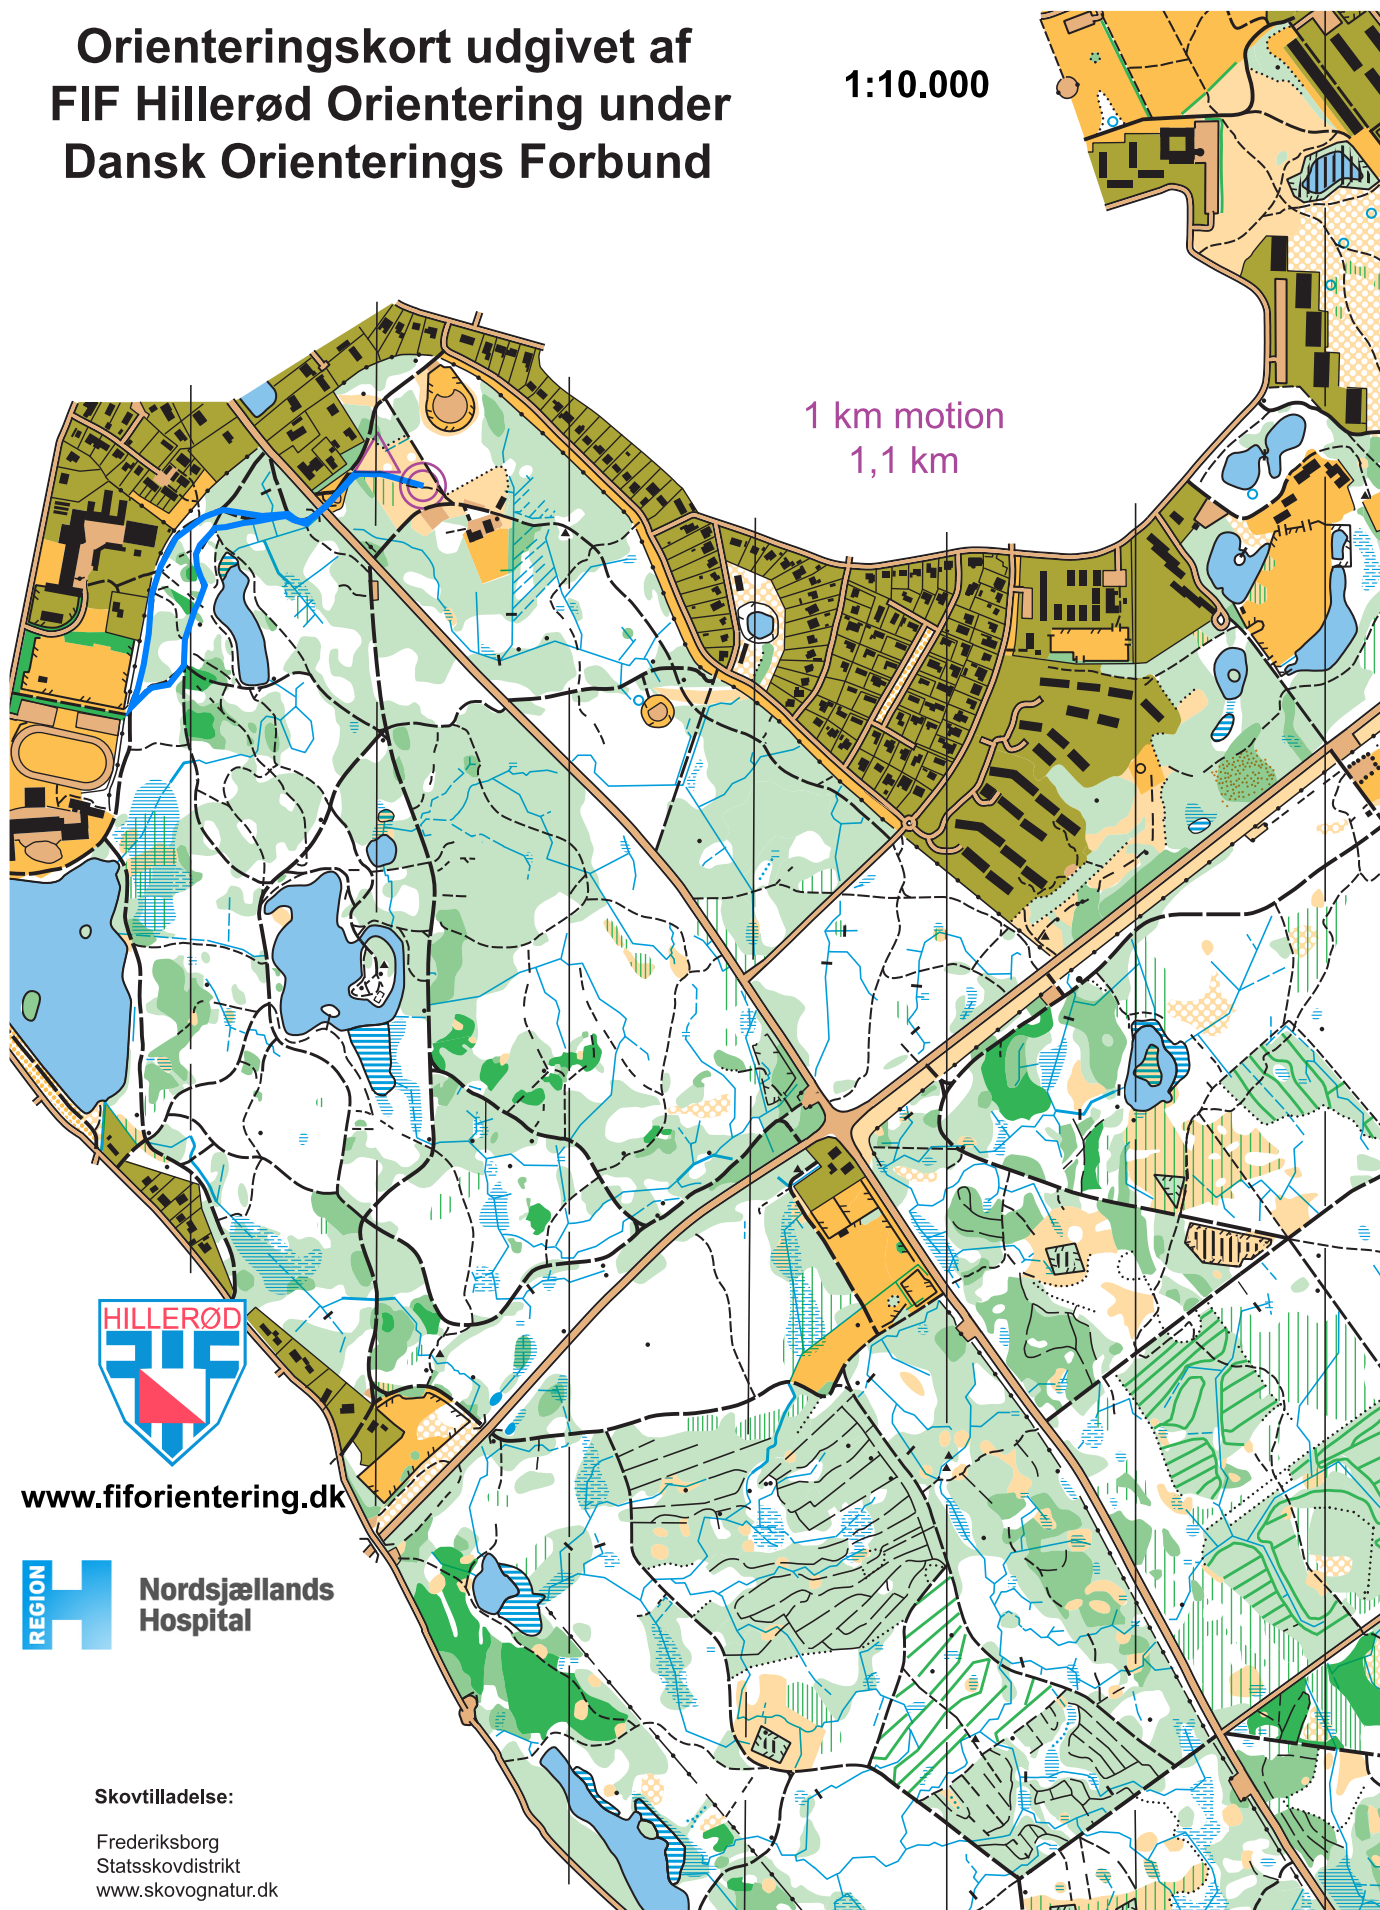 Orienteringskort udgivet af
FIF Hillerød Orientering under
Dansk Orienterings Forbund
1:10.000
1 km motion
1,1 km
HILLERØD
FIF
www.fiforientering.dk
REGION
H
Nordsjællands
Hospital
Skovtilladelse:
Frederiksborg
Statsskovdistrikt
www.skovognatur.dk